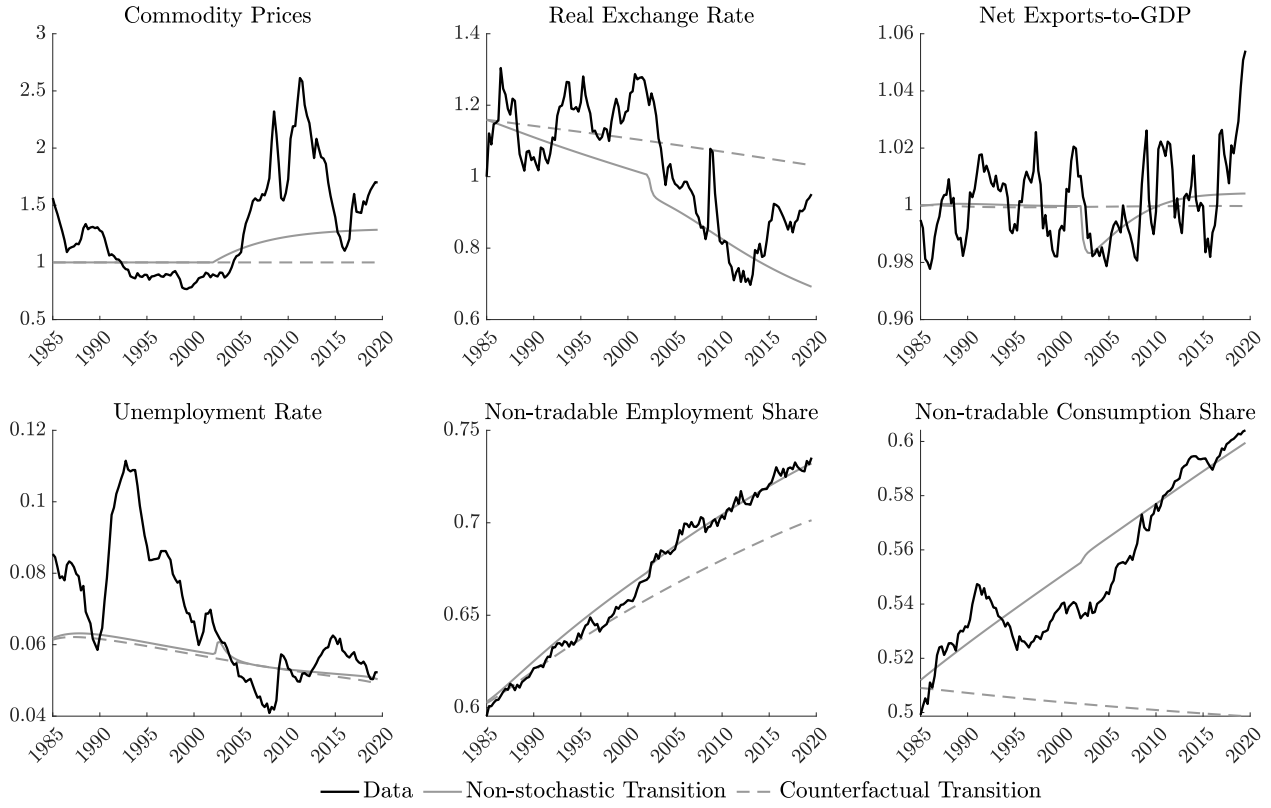 Commodity Prices
3
2.5
2
1.5
1
0.5
1985 1990 1995 2000 2005 2010 2015 2020
Real Exchange Rate
1.4
1.2
1
0.8
0.6
1985 1990 1995 2000 2005 2010 2015 2020
Net Exports-to-GDP
1.06
1.04
1.02
1
0.98
0.96
1985 1990 1995 2000 2005 2010 2015 2020
Unemployment Rate
0.12
0.1
0.08
0.06
0.04
1985 1990 1995 2000 2005 2010 2015 2020
Non-tradable Employment Share
0.75
0.7
0.65
0.6
1985 1990 1995 2000 2005 2010 2015 2020
Non-tradable Consumption Share
0.6
0.58
0.56
0.54
0.52
0.5
1985 1990 1995 2000 2005 2010 2015 2020
Data Non-stochastic Transition Counterfactual Transition